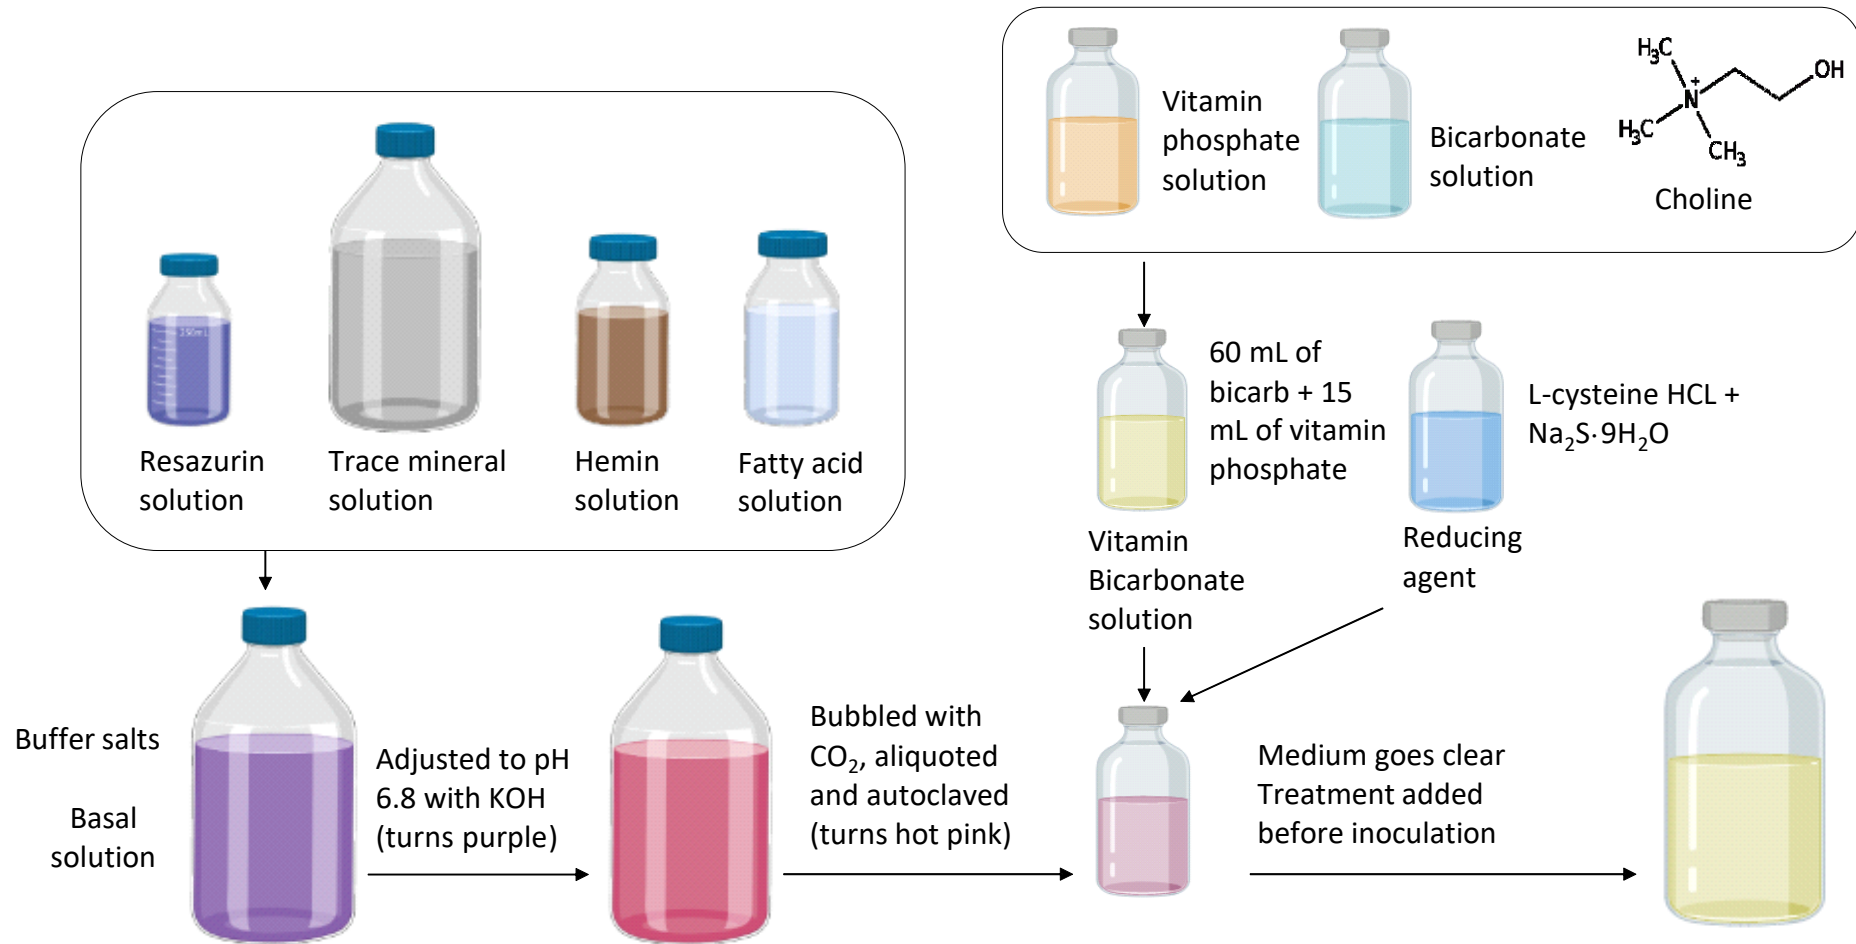 Resazurin
solution
250mL
Trace mineral
solution
Hemin
solution
Fatty acid
solution
Vitamin
phosphate
solution
Bicarbonate
solution
H₃C
H₃C
CH₃
N
+
OH
Choline
60 mL of
bicarb + 15
mL of vitamin
phosphate
L-cysteine HCL +
Na₂S·9H₂O
Vitamin
Bicarbonate
solution
Reducing
agent
Buffer salts
Basal
solution
Adjusted to pH
6.8 with KOH
(turns purple)
Bubbled with
CO₂, aliquoted
and autoclaved
(turns hot pink)
Medium goes clear
Treatment added
before inoculation